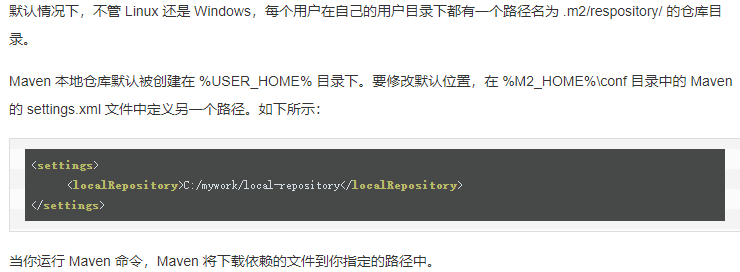 默认情况下，不管 Linux 还是 Windows，每个用户在自己的用户目录下都有一个路径名为 .m2/respository/ 的仓库目
录。
Maven 本地仓库默认被创建在 %USER_HOME% 目录下。要修改默认位置，在 %M2_HOME%\conf 目录中的 Maven
的 settings.xml 文件中定义另一个路径。如下所示：
<settings>
     <localRepository>C:/mywork/local-repository</localRepository>
</settings>
当你运行 Maven 命令，Maven 将下载依赖的文件到你指定的路径中。